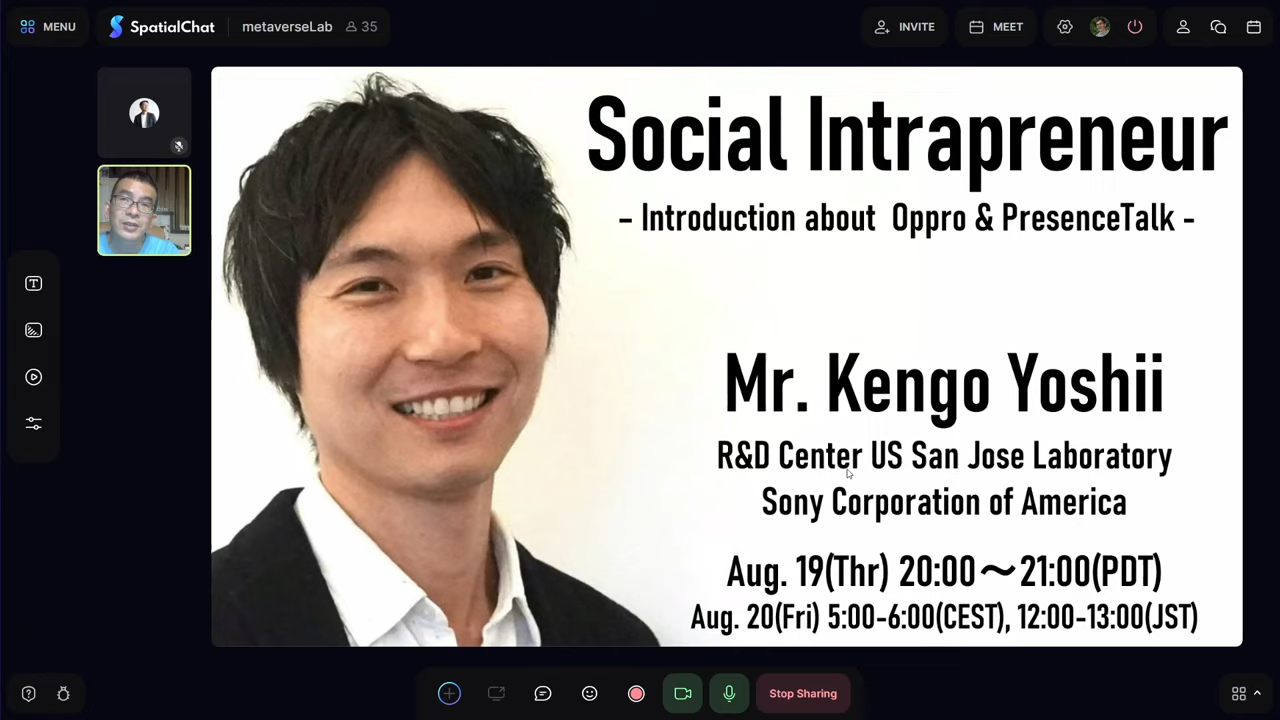 MENU
SpatialChat
metaverseLab
35
INVITE
MEET
Social Intrapreneur
- Introduction about Oppro & PresenceTalk -
Mr. Kengo Yoshii
R&D Center US San Jose Laboratory
Sony Corporation of America
Aug. 19(Thr) 20:00〜21:00(PDT)
Aug. 20(Fri) 5:00-6:00(CEST), 12:00-13:00(JST)
Stop Sharing